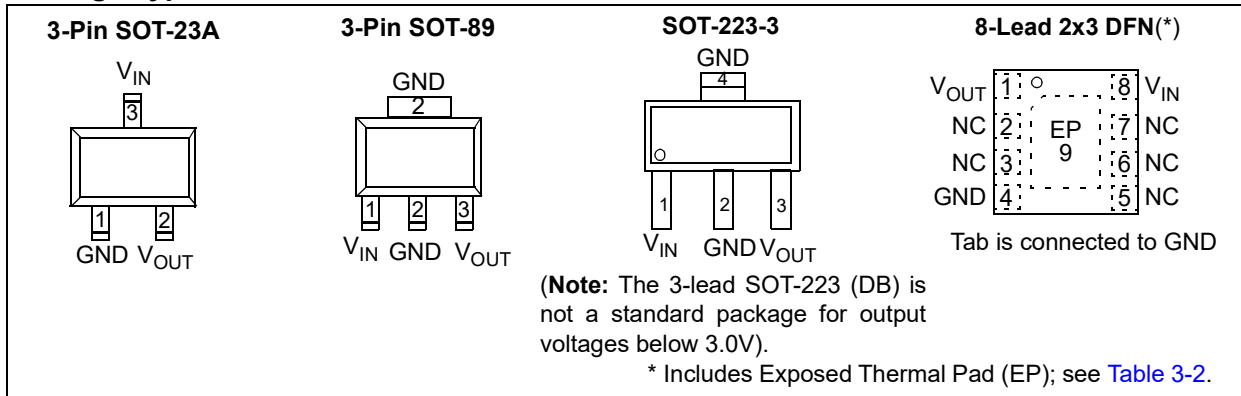 3-Pin SOT-23A
VIN
3
1 2
GND VOUT
3-Pin SOT-89
GND
2
1 2 3
VIN GND VOUT
SOT-223-3
GND
4
1 2 3
VIN GND VOUT
(Note: The 3-lead SOT-223 (DB) is
not a standard package for output
voltages below 3.0V).
8-Lead 2x3 DFN(*)
VOUT 1 8 VIN
NC 2 EP 7 NC
NC 3 9 6 NC
GND 4 5 NC
Tab is connected to GND
* Includes Exposed Thermal Pad (EP); see Table 3-2.